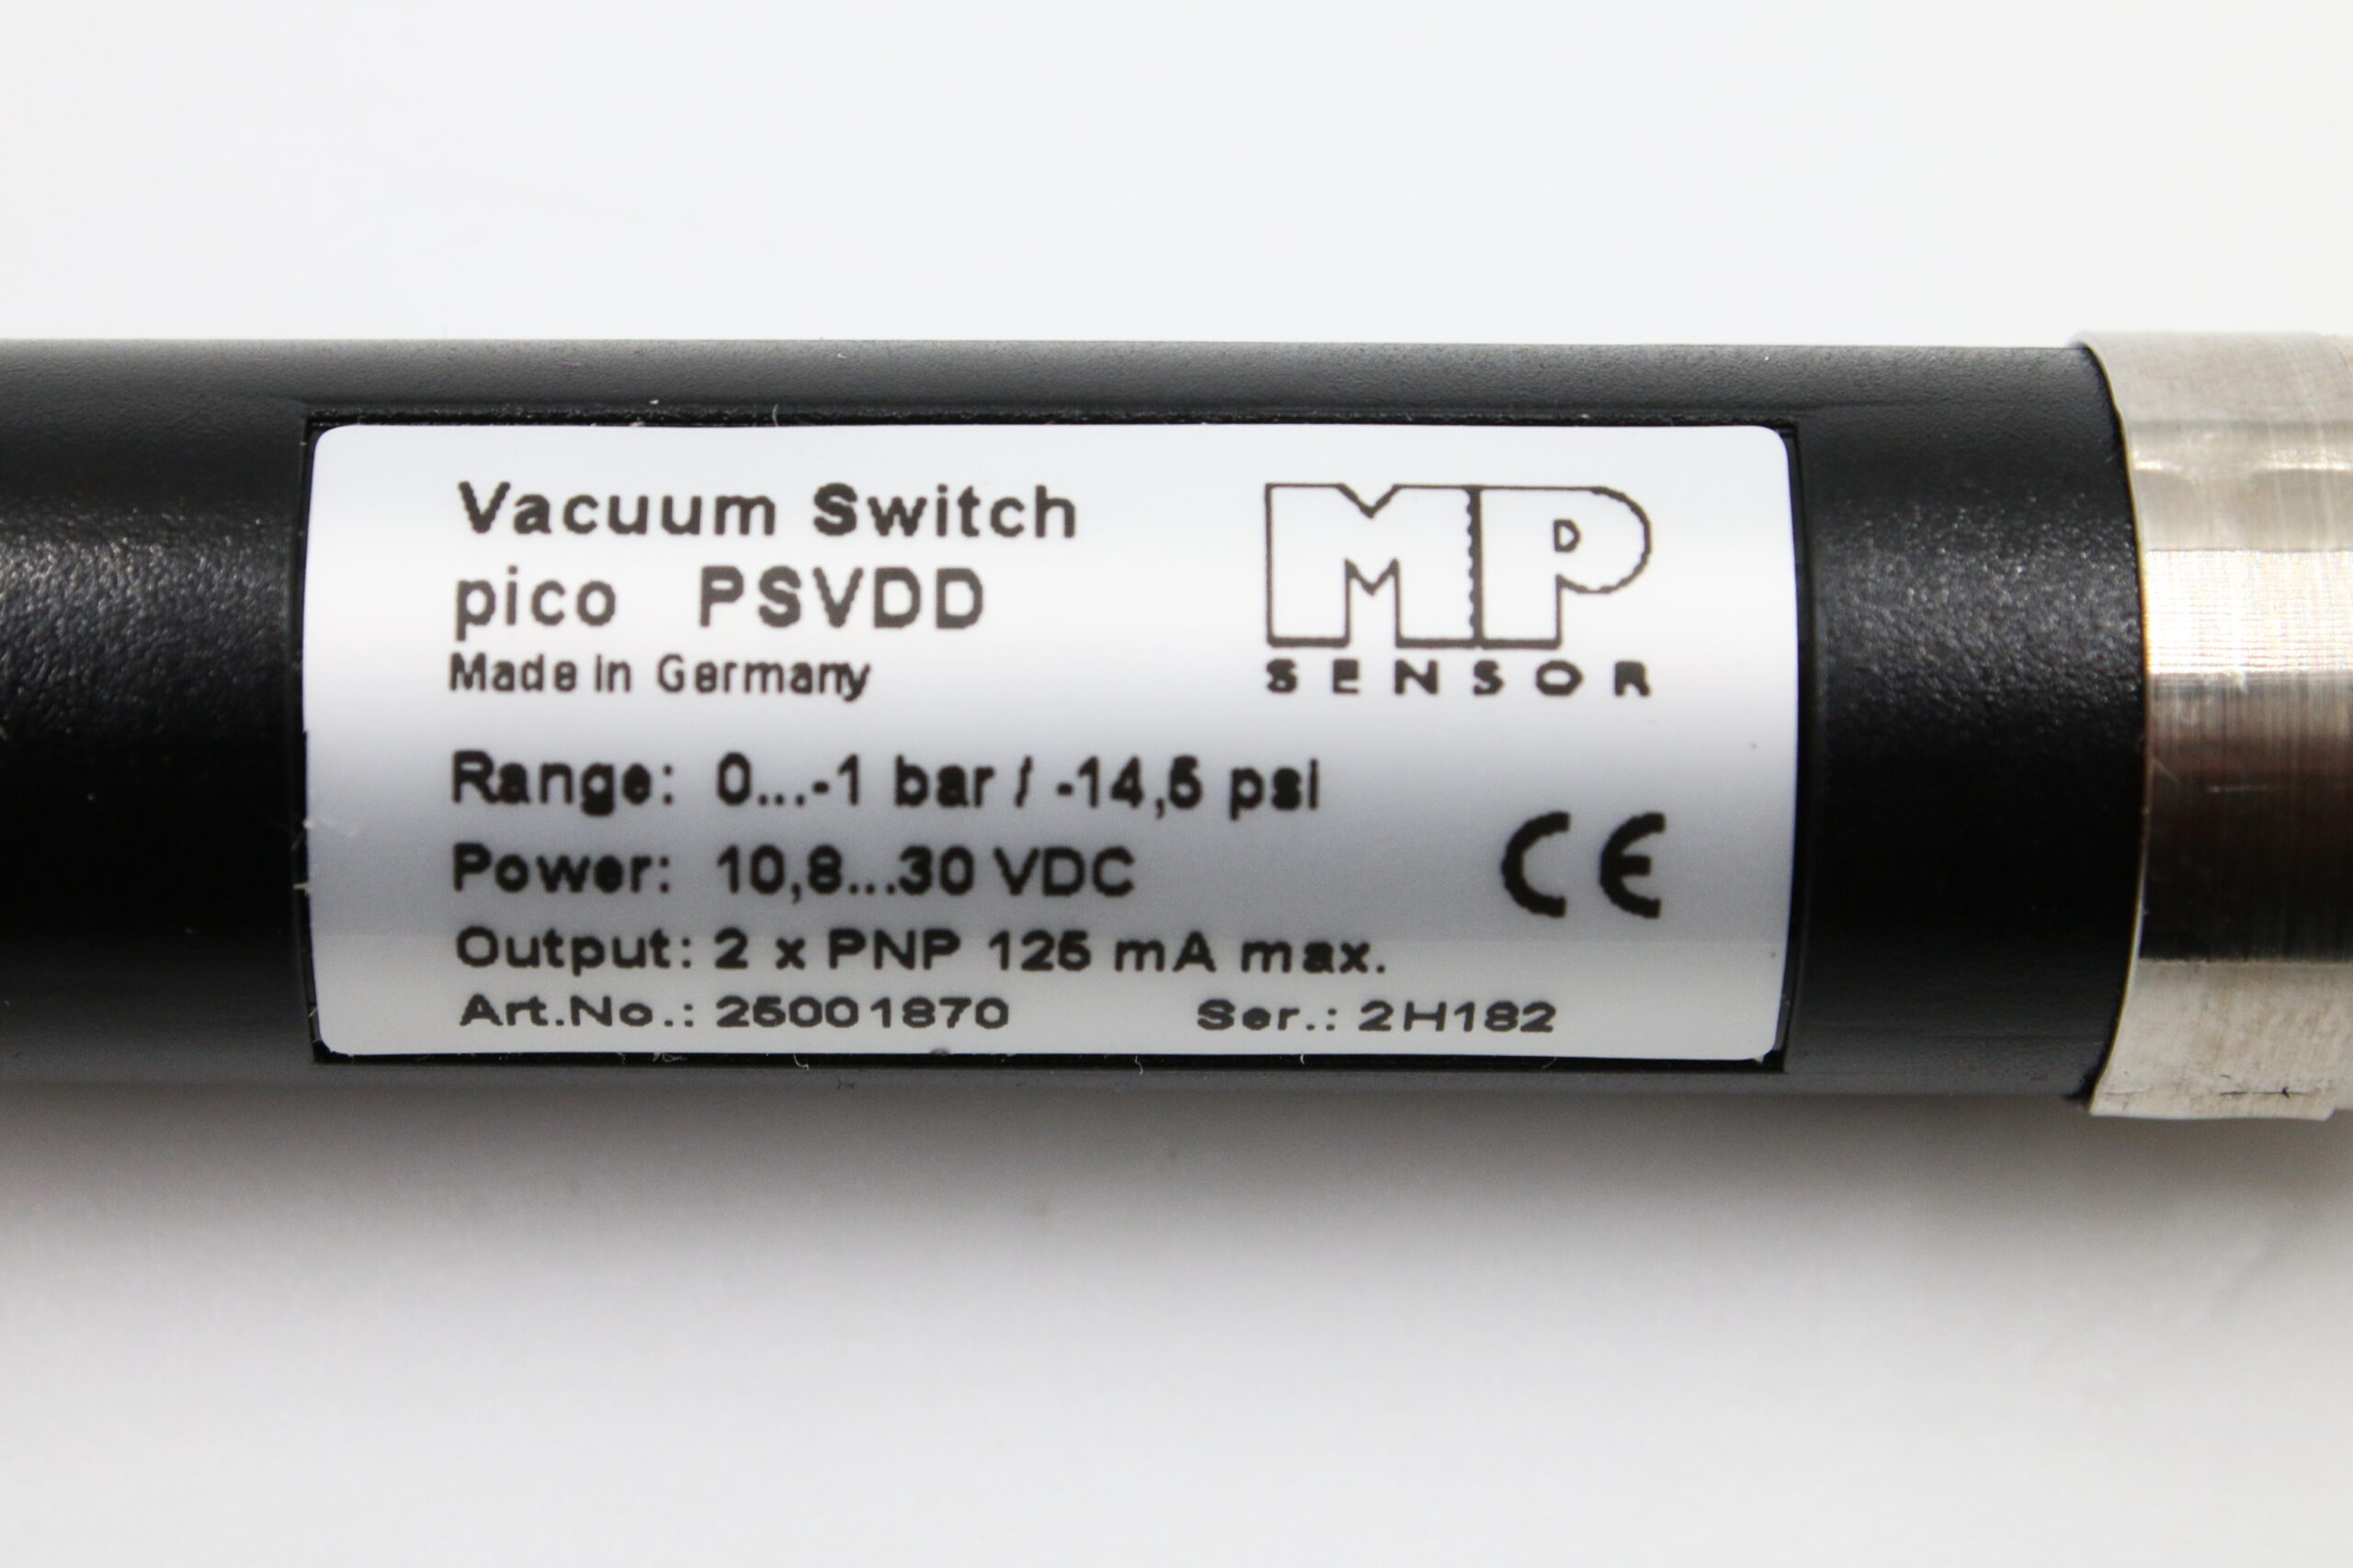 Vacuum Switch
pico PSVDD
Made in Germany
MP
SENSOR
Range: 0...-1 bar / -14,5 psi
Power: 10,8...30 VDC
CE
Output: 2 x PNP 125 mA max.
Art.No.: 25001870 Ser.: 2H182